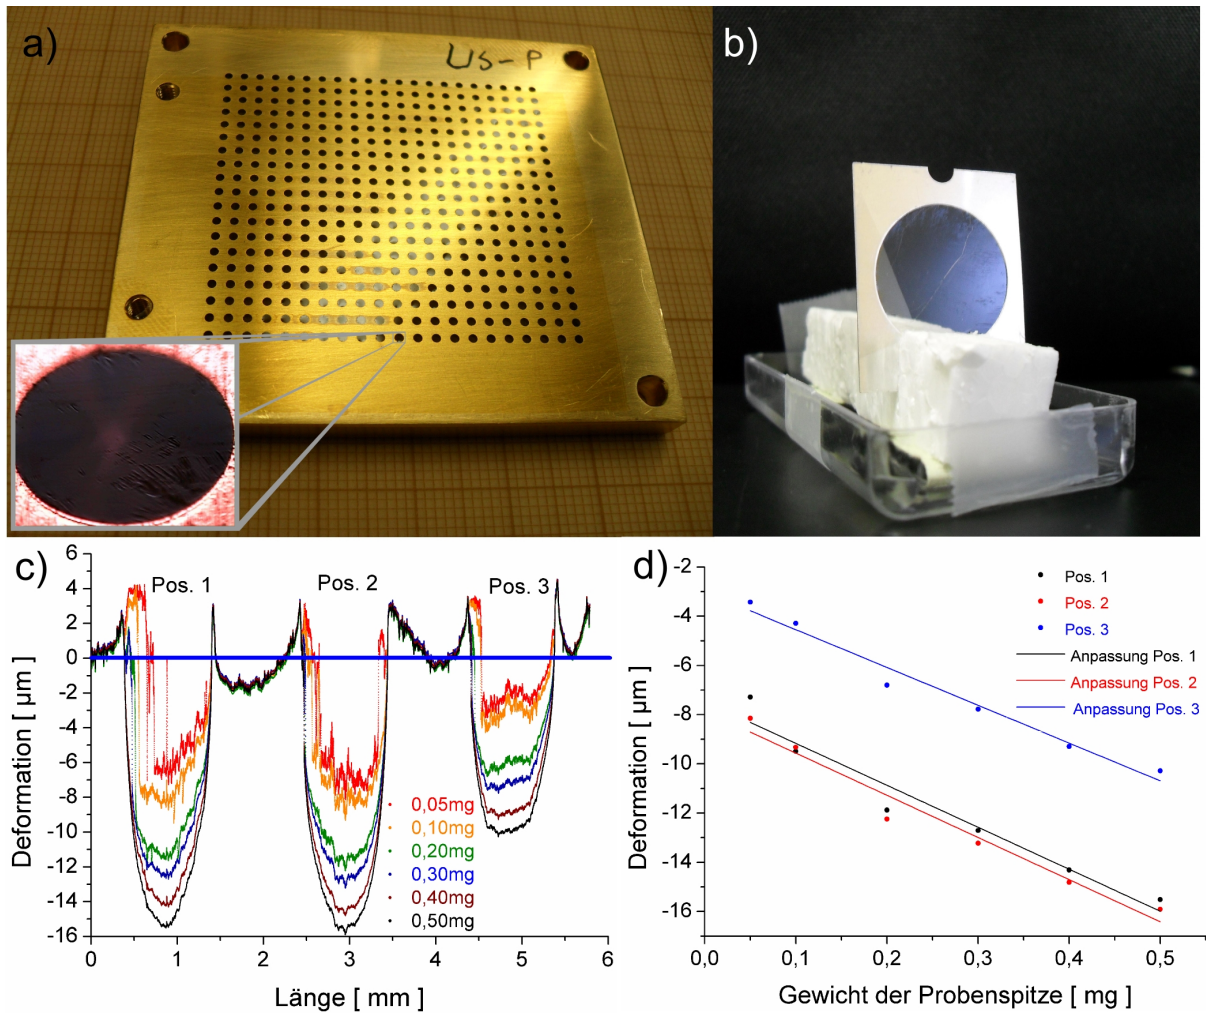 a)
US-P
b)
c)
Pos. 1
Pos. 2
Pos. 3
6
4
2
0
-2
-4
-6
-8
-10
-12
-14
-16
Deformation [ µm]
0,05mg
0,10mg
0,20mg
0,30mg
0,40mg
0,50mg
0
1
2
3
4
5
6
Länge [ mm]
d)
-2
-4
-6
-8
-10
-12
-14
-16
Deformation [ µm]
Pos. 1
Pos. 2
Pos. 3
Anpassung Pos. 1
Anpassung Pos. 2
Anpassung Pos. 3
0,0
0,1
0,2
0,3
0,4
0,5
Gewicht der Probenspitze [ mg ]